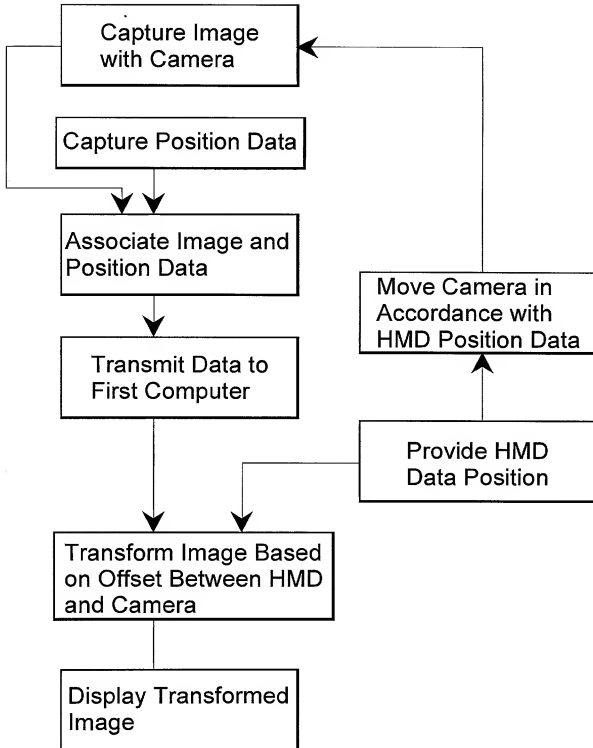 Capture Image
with Camera
Capture Position Data
Associate Image and
Position Data
Move Camera in
Accordance with
HMD Position Data
Transmit Data to
First Computer
Provide HMD
Data Position
Transform Image Based
on Offset Between HMD
and Camera
Display Transformed
Image